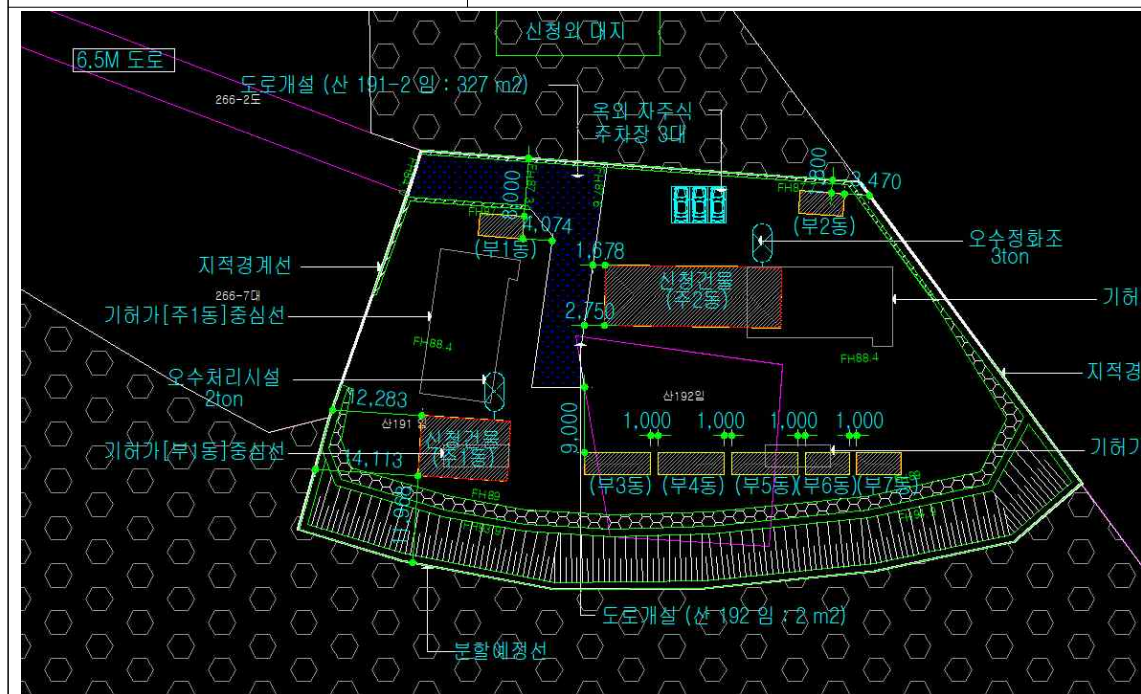 신청외 대지
6.5M 도로
도로개설 (산 191-2 임 : 327 m2)
266-2도
옥외 자주식
주차장 3대
8,000
3,470
FH87.6
(부1동)
4,074
(부2동)
오수정화조
3ton
지적경계선
1,678
신청건물
(주2동)
266-7대
기허가[주1동]중심선
기허
2,750
FH88.4
FH88.4
지적경
오수처리시설
2ton
12,283
산192임
산191
1,000
1,000
1,000
1,000
신청건물
(주1동)
기허가[부1동]중심선
9,000
기허가
14,113
(부3동)
(부4동)
(부5동)
(부6동)
(부7동)
FH89
도로개설 (산 192 임 : 2 m2)
분할예정선